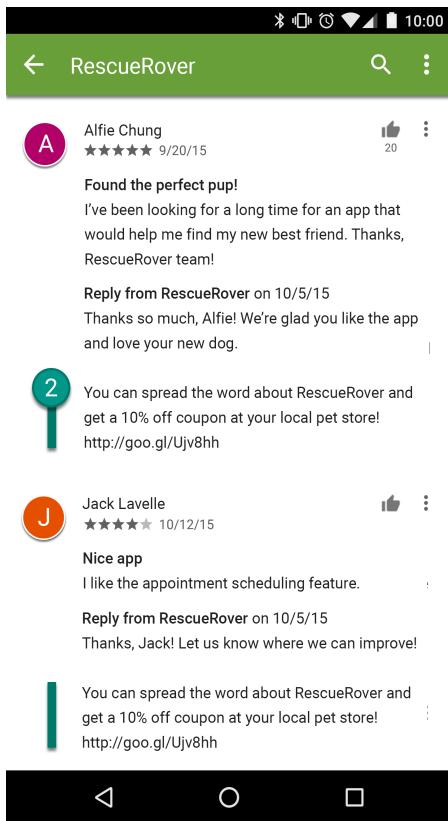 10:00
RescueRover
A
Alfie Chung
★★★★★ 9/20/15
20
Found the perfect pup!
I've been looking for a long time for an app that
would help me find my new best friend. Thanks,
RescueRover team!
Reply from RescueRover on 10/5/15
Thanks so much, Alfie! We're glad you like the app
and love your new dog.
2
You can spread the word about RescueRover and
get a 10% off coupon at your local pet store!
http://goo.gl/Ujv8hh
J
Jack Lavelle
★★★★★ 10/12/15
Nice app
I like the appointment scheduling feature.
Reply from RescueRover on 10/5/15
Thanks, Jack! Let us know where we can improve!
You can spread the word about RescueRover and
get a 10% off coupon at your local pet store!
http://goo.gl/Ujv8hh